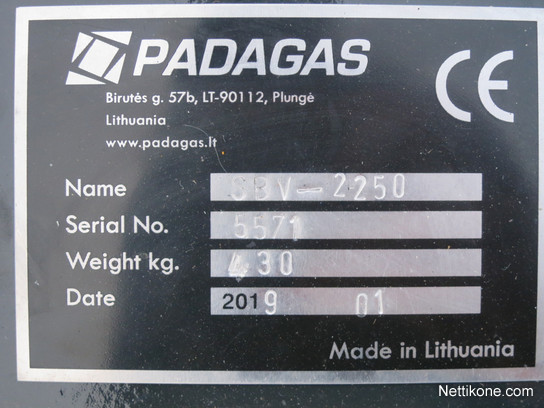 PADAGAS
Birutės g. 57b, LT-90112, Plungė
Lithuania
www.padagas.lt
CE
Name SBV-2250
Serial No. 5571
Weight kg. 430
Date 2019 01
Made in Lithuania
Nettikone.com